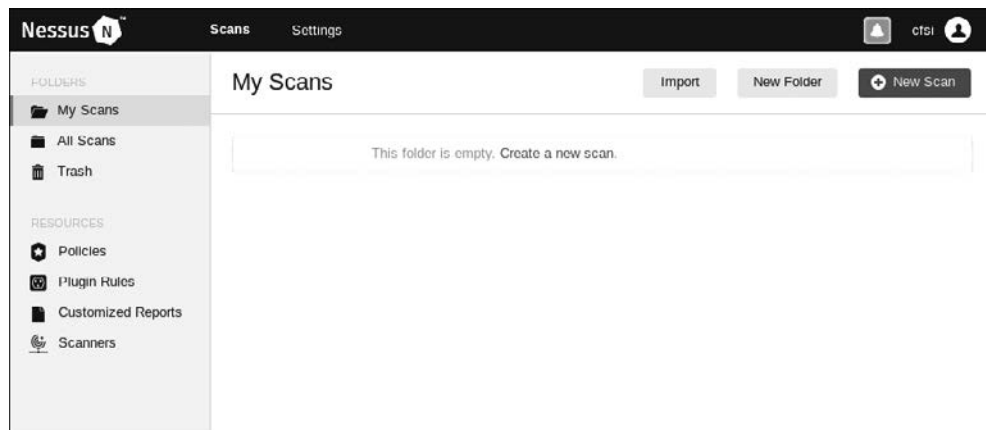 Nessus N ™ Scans Settings cfsi
FOLDERS
My Scans
All Scans
Trash
RESOURCES
Policies
Plugin Rules
Customized Reports
Scanners
My Scans Import New Folder New Scan
This folder is empty. Create a new scan.